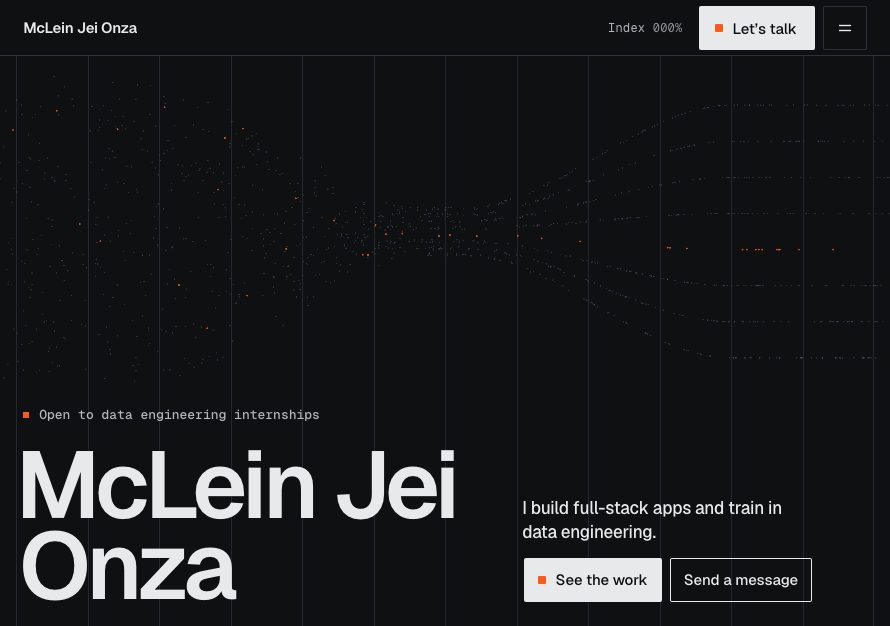 McLein Jei Onza
Index 000%
Let's talk
Open to data engineering internships
McLein Jei
Onza
I build full-stack apps and train in
data engineering.
See the work
Send a message